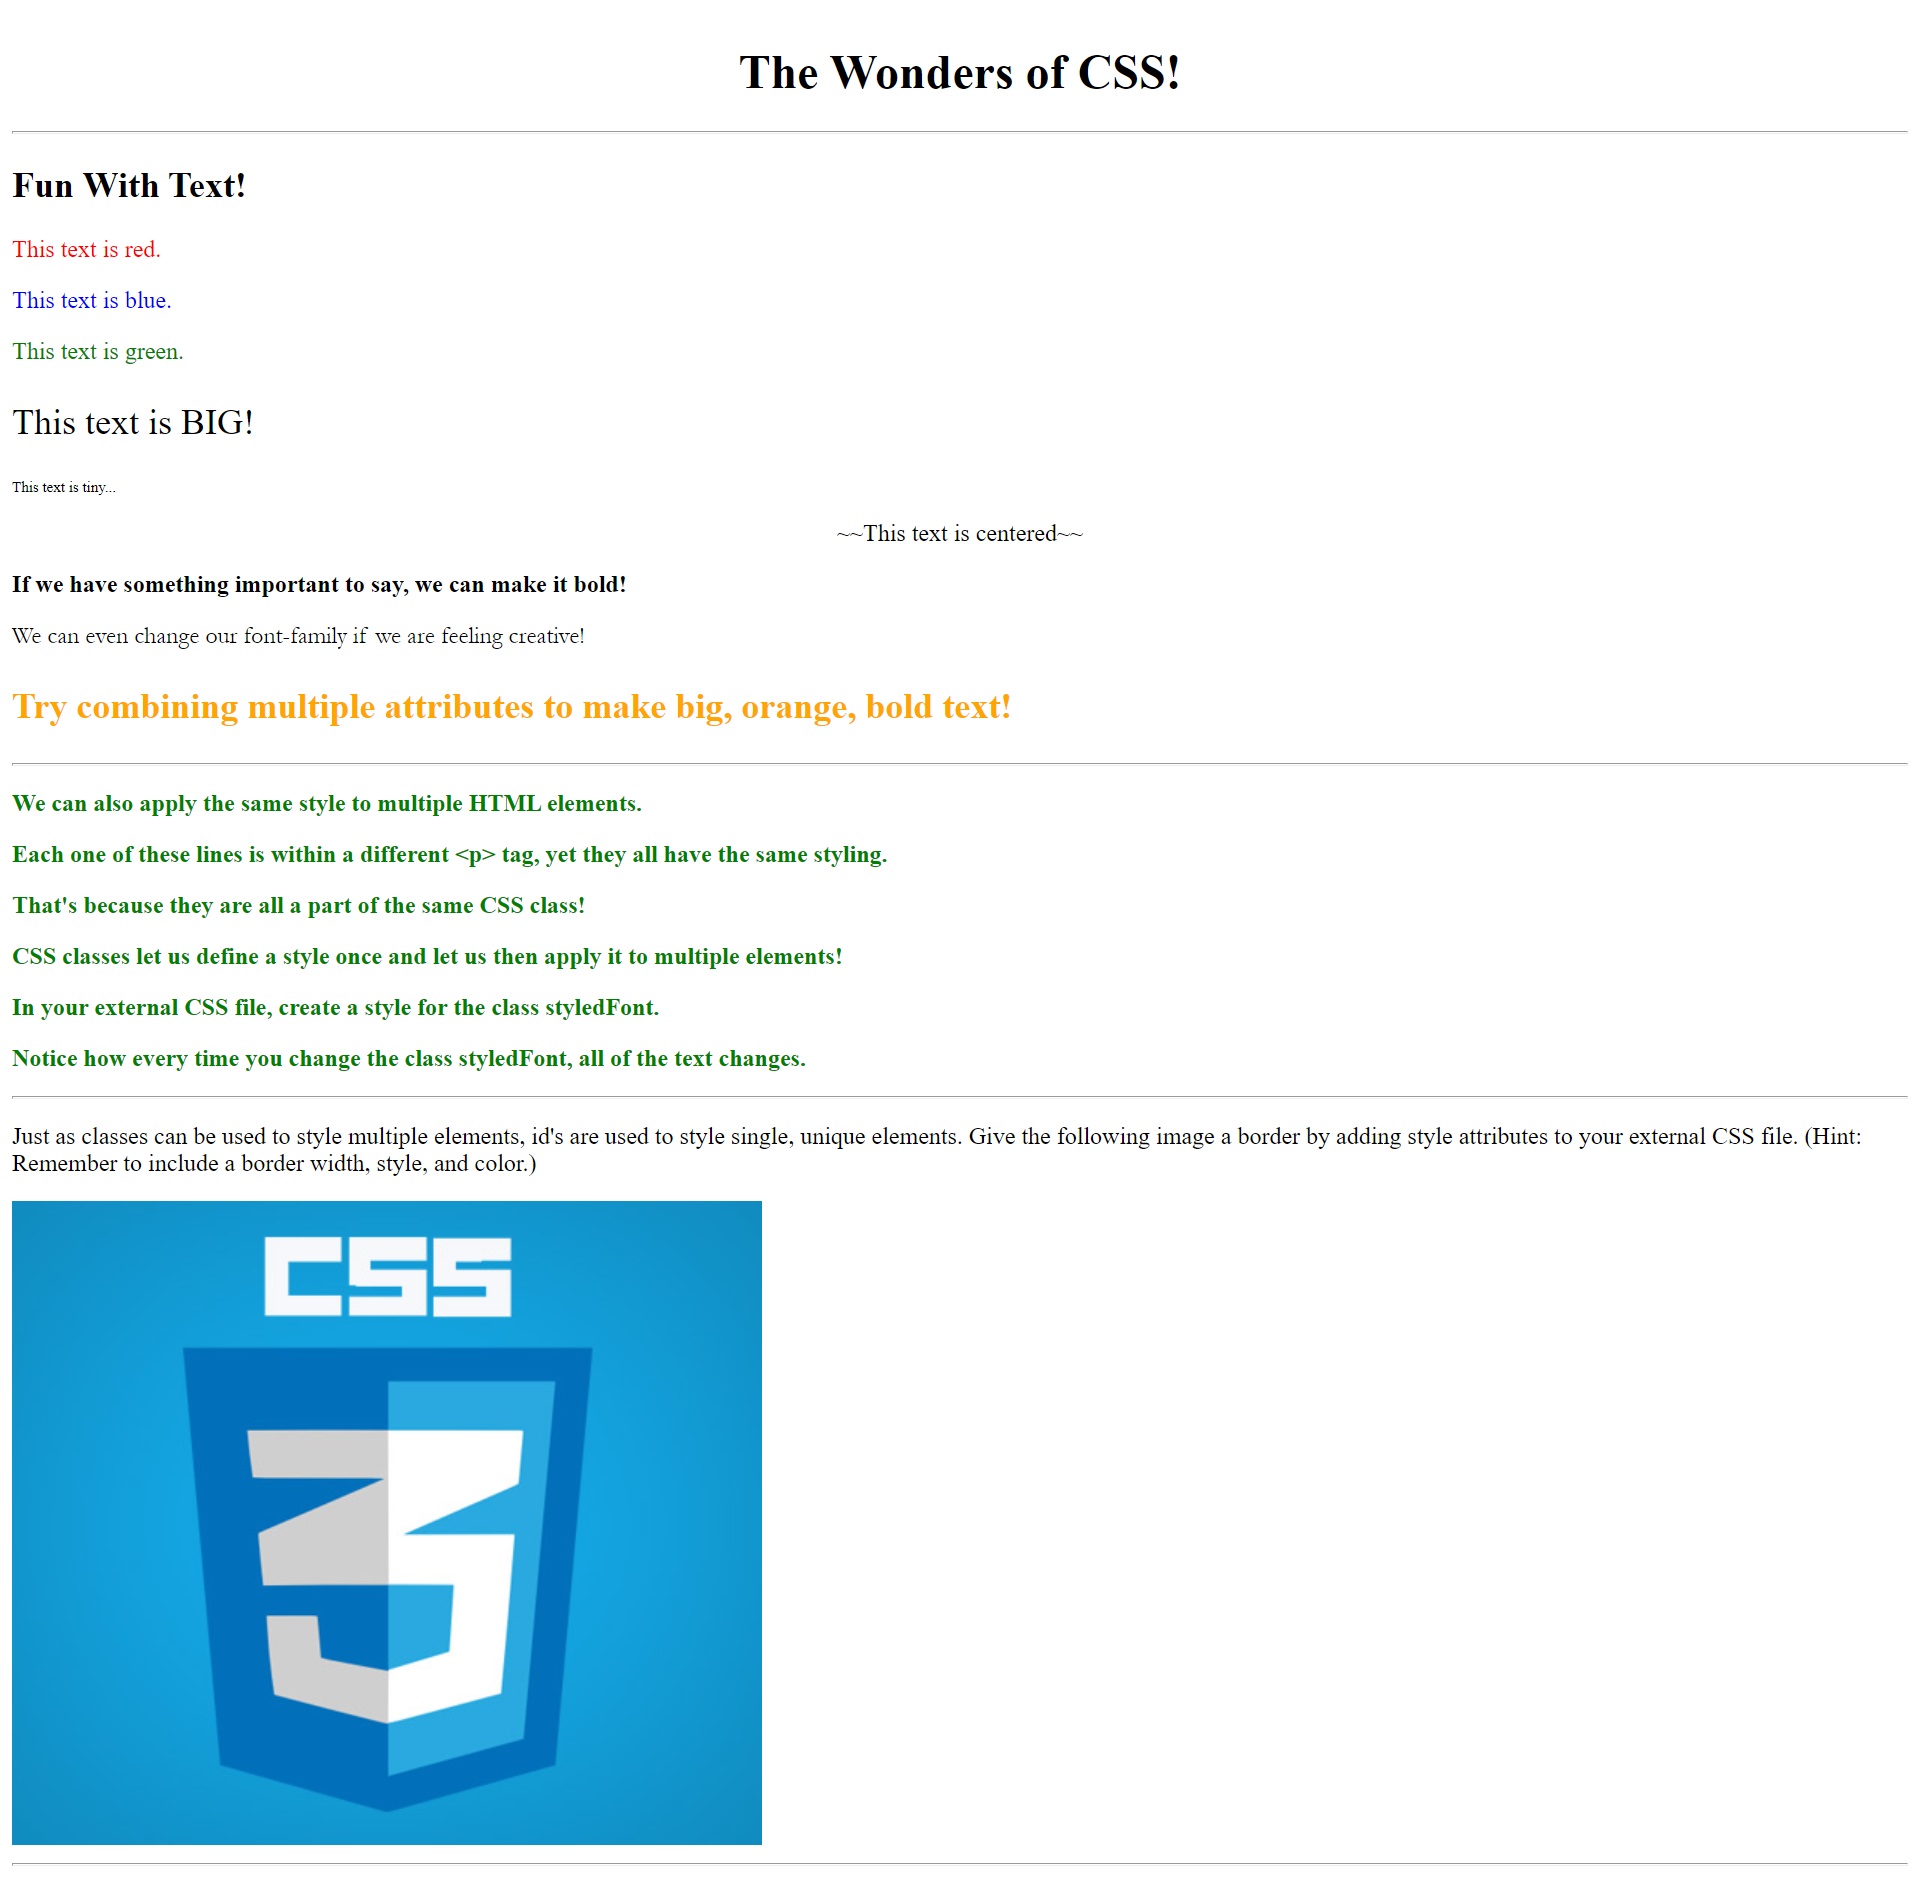 The Wonders of CSS!
Fun With Text!
This text is red.
This text is blue.
This text is green.
This text is BIG!
This text is tiny...
~~This text is centered~~
If we have something important to say, we can make it bold!
We can even change our font-family if we are feeling creative!
Try combining multiple attributes to make big, orange, bold text!
We can also apply the same style to multiple HTML elements.
Each one of these lines is within a different <p> tag, yet they all have the same styling.
That's because they are all a part of the same CSS class!
CSS classes let us define a style once and let us then apply it to multiple elements!
In your external CSS file, create a style for the class styledFont.
Notice how every time you change the class styledFont, all of the text changes.
Just as classes can be used to style multiple elements, id's are used to style single, unique elements. Give the following image a border by adding style attributes to your external CSS file. (Hint:
Remember to include a border width, style, and color.)
CSS
3